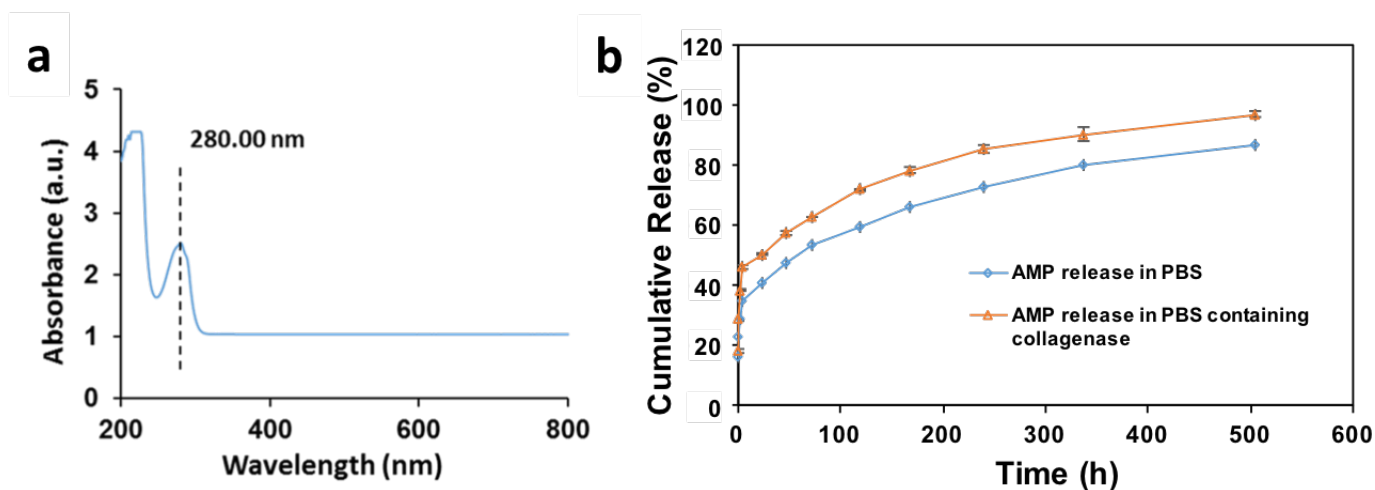 a
5
4
3
2
1
0
280.00 nm
Absorbance (a.u.)
200 400 600 800
Wavelength (nm)
b
120
100
80
60
40
20
0
Cumulative Release (%)
AMP release in PBS
AMP release in PBS containing
collagenase
0 100 200 300 400 500 600
Time (h)